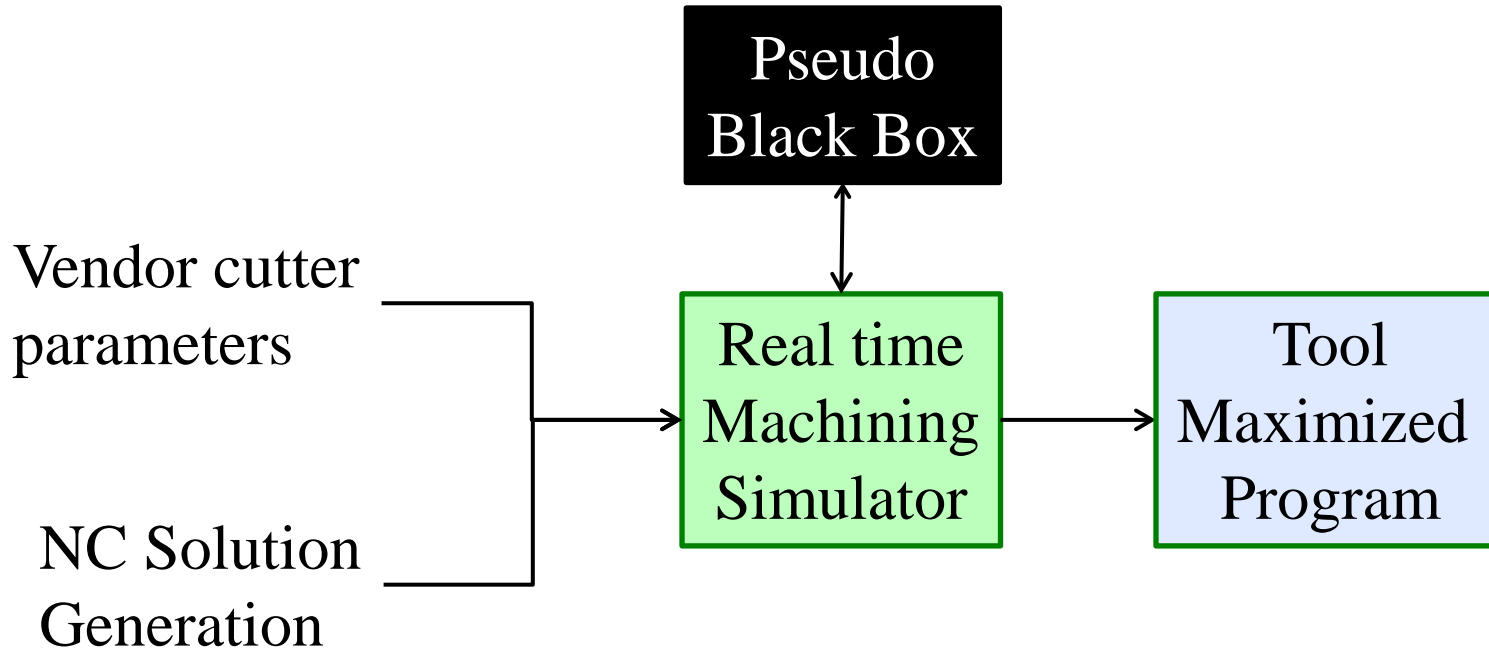 Pseudo
Black Box
Vendor cutter
parameters
Real time
Machining
Simulator
Tool
Maximized
Program
NC Solution
Generation